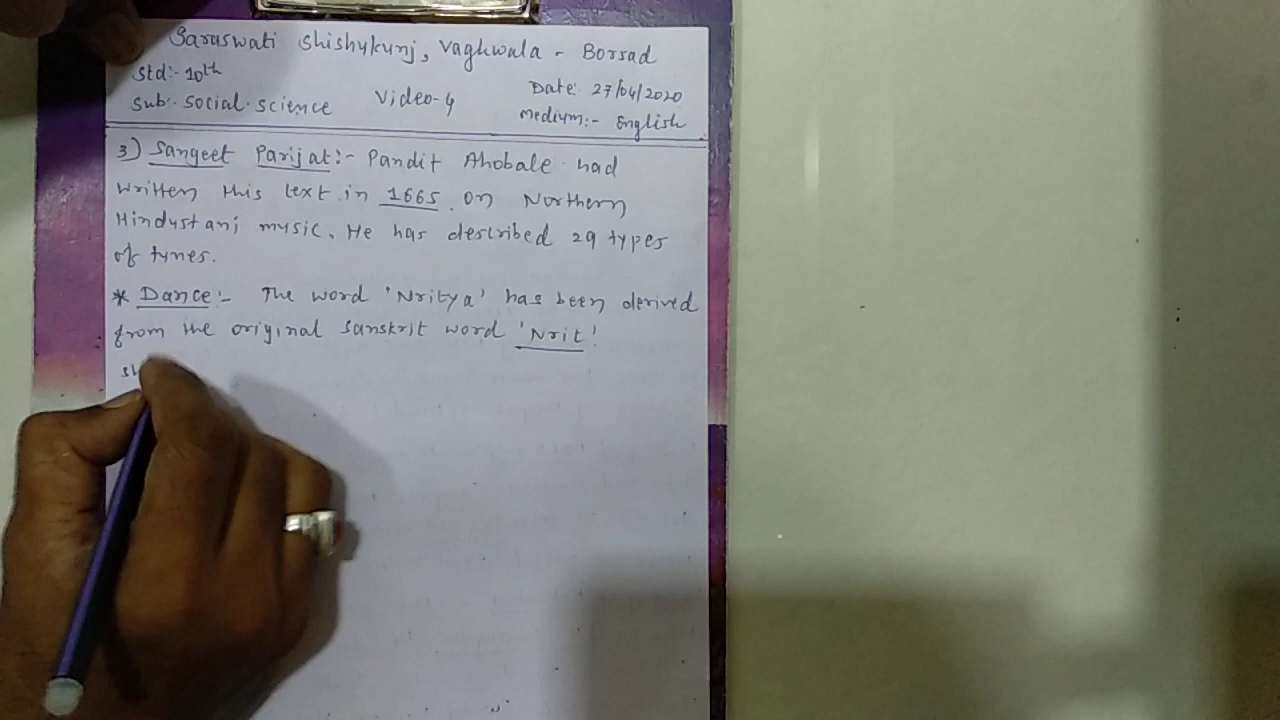 Saraswati Shishukunj, Vaghwala - Borsad
Std:- 10th
Date: 27/04/2020
Sub:- Social Science
Video-4
Medium:- English
3) Sangeet Parijat:- Pandit Ahobale had
written this text in 1665 on Northern
Hindustani music. He has described 29 types
of tunes.
* Dance:- The word 'Nritya' has been derived
from the original Sanskrit word 'Nrit'.